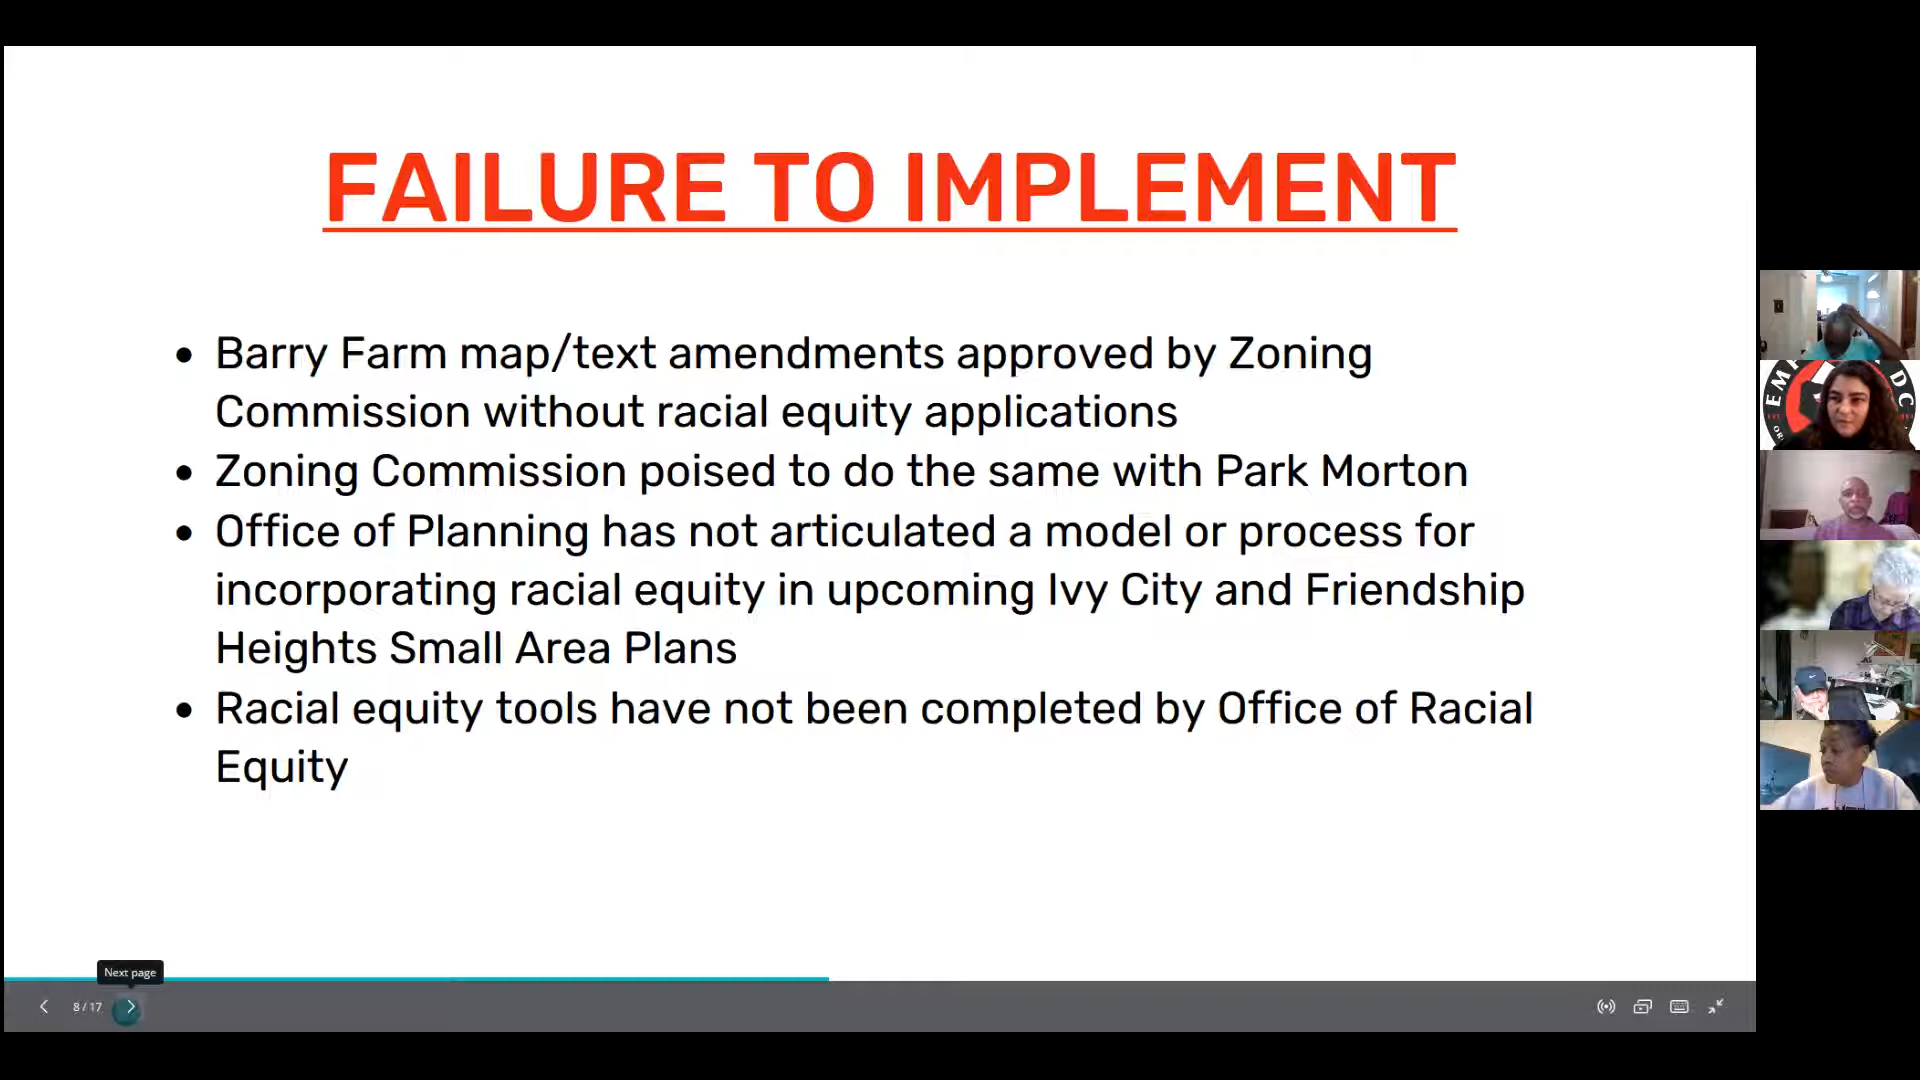 FAILURE TO IMPLEMENT
• Barry Farm map/text amendments approved by Zoning
Commission without racial equity applications
• Zoning Commission poised to do the same with Park Morton
• Office of Planning has not articulated a model or process for
incorporating racial equity in upcoming Ivy City and Friendship
Heights Small Area Plans
• Racial equity tools have not been completed by Office of Racial
Equity
EM
DC
OR
Next page
8 / 17